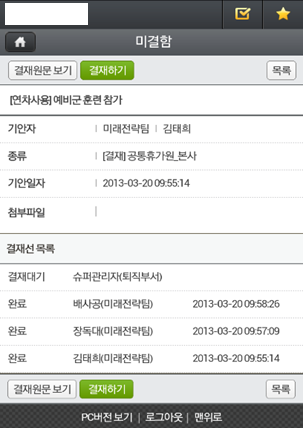 미결함
결재원문 보기 결재하기 목록
[연차사용] 예비군 훈련 참가
기안자 | 미래전략팀 | 김태희
종류 | [결재] 공통휴가원_본사
기안일자 | 2013-03-20 09:55:14
첨부파일 |
결재선 목록
결재대기 슈퍼관리자(퇴직부서)
완료 배사공(미래전략팀) 2013-03-20 09:58:26
완료 장독대(미래전략팀) 2013-03-20 09:57:09
완료 김태희(미래전략팀) 2013-03-20 09:55:14
결재원문 보기 결재하기 목록
PC버전 보기 | 로그아웃 | 맨위로